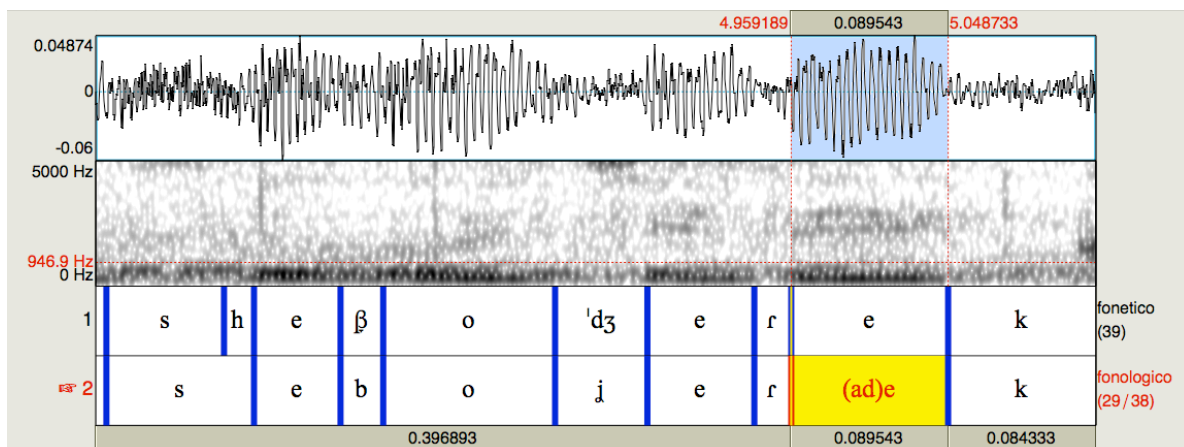 4.959189 0.089543 5.048733
0.04874
0
-0.06
5000 Hz
946.9 Hz
0 Hz
1 s h e β̞ o ˈdʒ e ɾ e k fonetico
(39)
☞ 2 s e b o ʝ e ɾ (ad)e k fonologico
(29 / 38)
0.396893 0.089543 0.084333